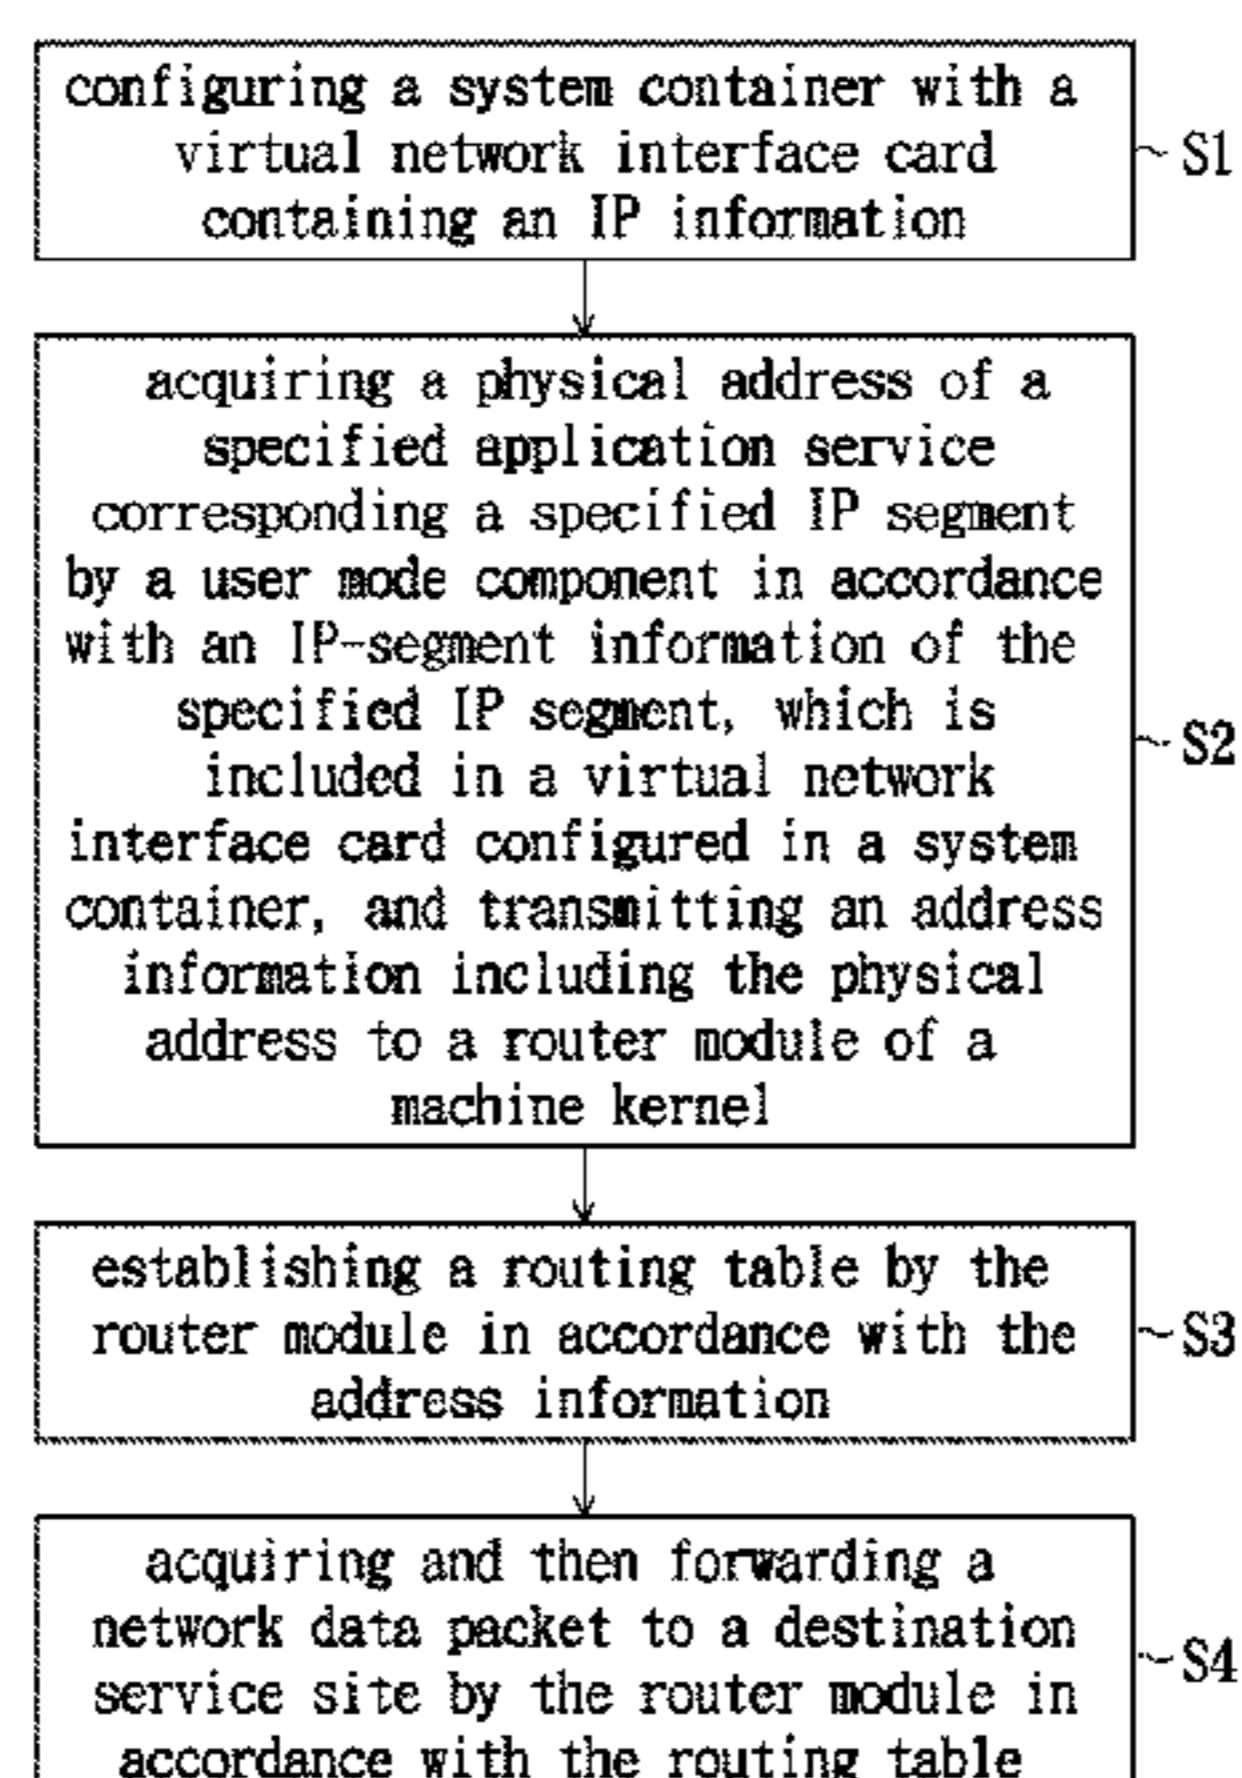 configuring a system container with a
virtual network interface card
containing an IP information
S1
acquiring a physical address of a
specified application service
corresponding a specified IP segment
by a user mode component in accordance
with an IP-segment information of the
specified IP segment, which is
included in a virtual network
interface card configured in a system
container, and transmitting an address
information including the physical
address to a router module of a
machine kernel
S2
establishing a routing table by the
router module in accordance with the
address information
S3
acquiring and then forwarding a
network data packet to a destination
service site by the router module in
accordance with the routing table
S4